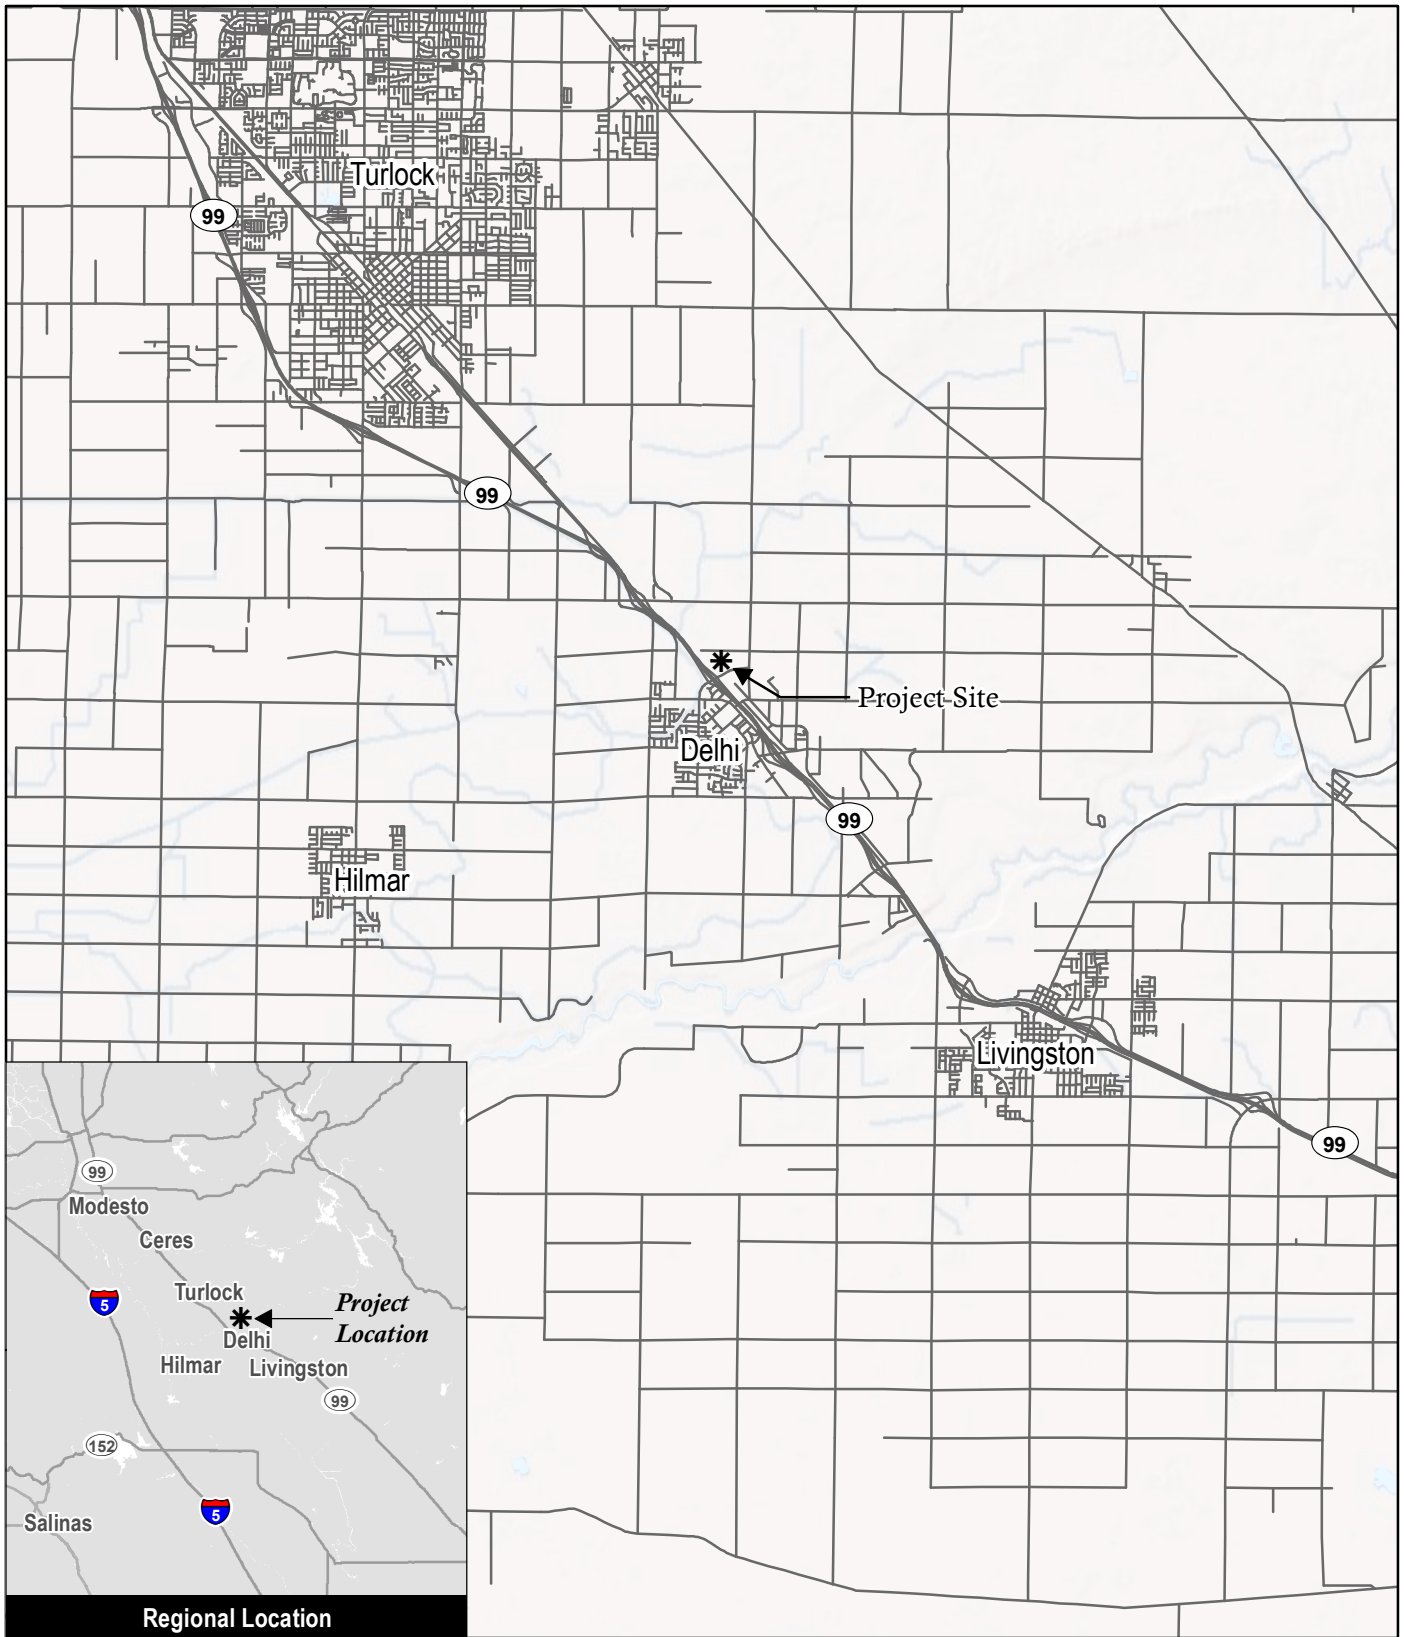 Turlock
99
99
Project Site
Delhi
99
Hilmar
Livingston
99
99
Modesto
Ceres
Turlock
5
Project
Location
Delhi
Hilmar
Livingston
99
152
5
Salinas
Regional Location